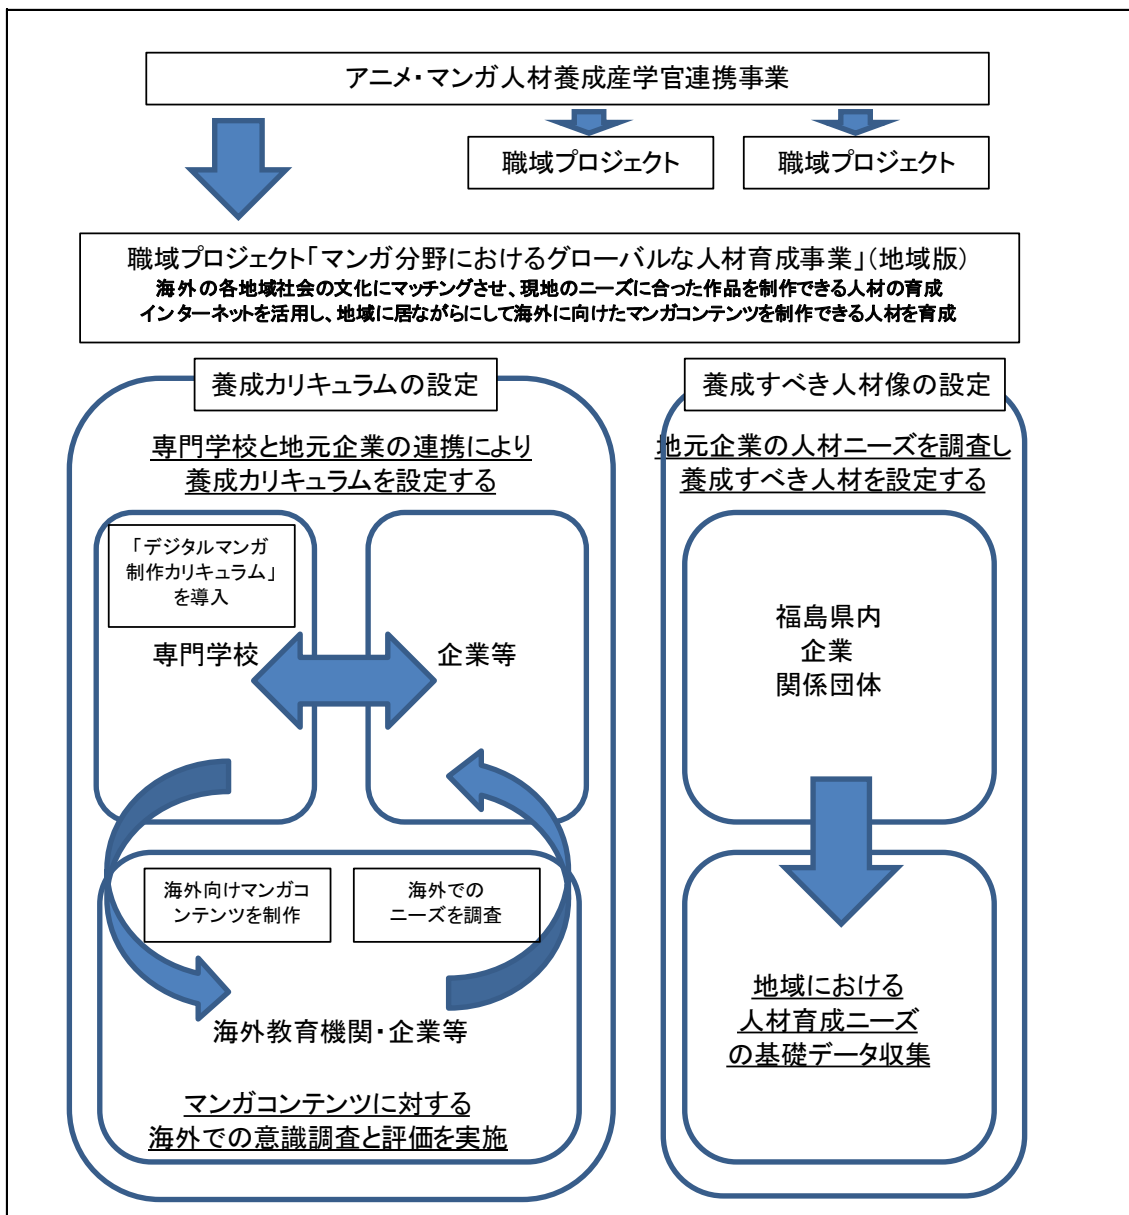 アニメ・マンガ人材養成産学官連携事業
職域プロジェクト
職域プロジェクト
職域プロジェクト「マンガ分野におけるグローバルな人材育成事業」(地域版)
海外の各地域社会の文化にマッチングさせ、現地のニーズに合った作品を制作できる人材の育成
インターネットを活用し、地域に居ながらにして海外に向けたマンガコンテンツを制作できる人材を育成
養成カリキュラムの設定
専門学校と地元企業の連携により
養成カリキュラムを設定する
「デジタルマンガ
制作カリキュラム」
を導入
専門学校
企業等
海外向けマンガコ
ンテンツを制作
海外での
ニーズを調査
海外教育機関・企業等
マンガコンテンツに対する
海外での意識調査と評価を実施
養成すべき人材像の設定
地元企業の人材ニーズを調査し
養成すべき人材を設定する
福島県内
企業
関係団体
地域における
人材育成ニーズ
の基礎データ収集